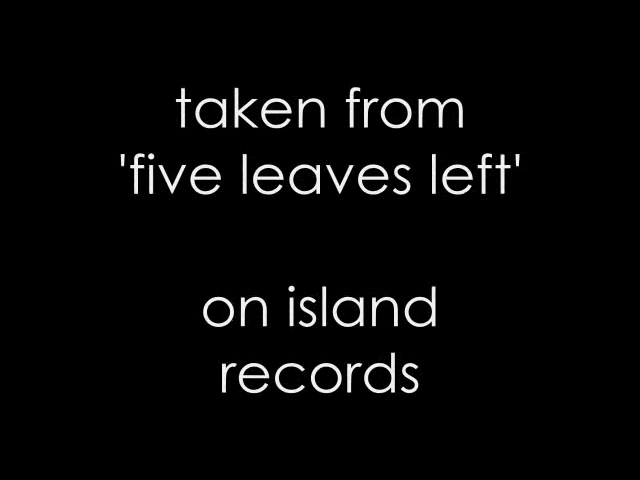 taken from
'five leaves left'
on island
records